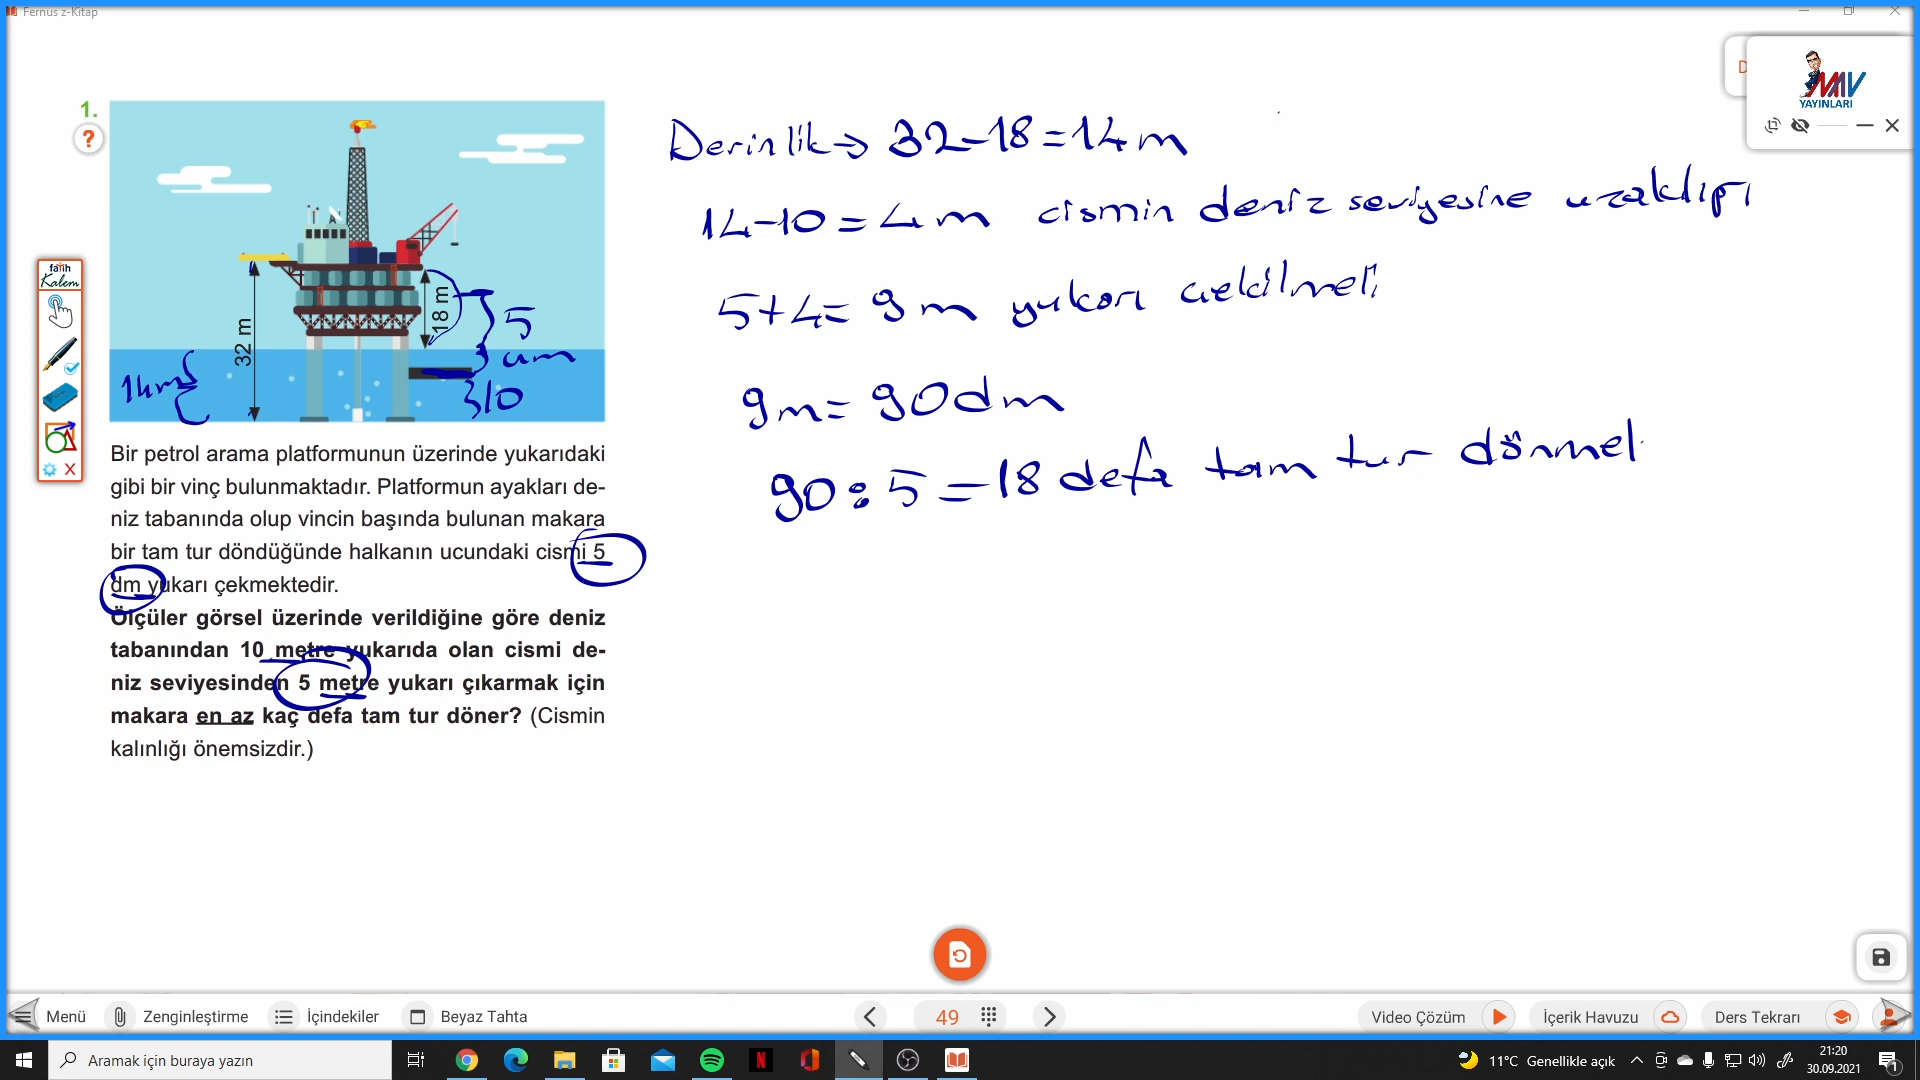 Fernus z-Kitap
MAV
YAYINLARI
D
1.
?
32 m
18 m
14m
5
10
Derinlik → 32-18=14m
14-10=4m cismin deniz seviyesine uzaklığı
5+4=9m yukarı çekilmeli
9m=90dm
90:5=18 defa tam tur dönmeli
fatih
Kalem
X
Bir petrol arama platformunun üzerinde yukarıdaki
gibi bir vinç bulunmaktadır. Platformun ayakları de-
niz tabanında olup vincin başında bulunan makara
bir tam tur döndüğünde halkanın ucundaki cismi 5
dm yukarı çekmektedir.
Ölçüler görsel üzerinde verildiğine göre deniz
tabanından 10 metre yukarıda olan cismi de-
niz seviyesinden 5 metre yukarı çıkarmak için
makara en az kaç defa tam tur döner? (Cismin
kalınlığı önemsizdir.)
Menü
Zenginleştirme
İçindekiler
Beyaz Tahta
49
Video Çözüm
İçerik Havuzu
Ders Tekrarı
Aramak için buraya yazın
11°C Genellikle açık
21:20
30.09.2021
1